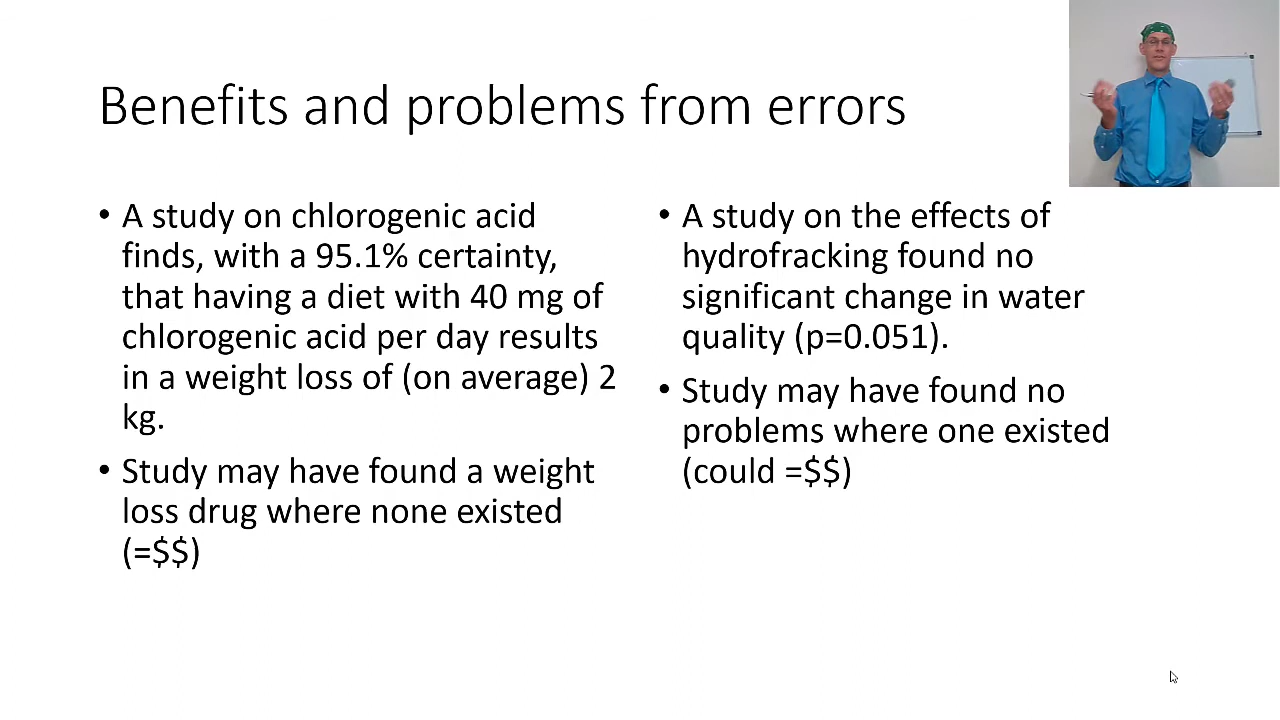 Benefits and problems from errors
• A study on chlorogenic acid
finds, with a 95.1% certainty,
that having a diet with 40 mg of
chlorogenic acid per day results
in a weight loss of (on average) 2
kg.
• Study may have found a weight
loss drug where none existed
(=$$)
• A study on the effects of
hydrofracking found no
significant change in water
quality (p=0.051).
• Study may have found no
problems where one existed
(could =$$)